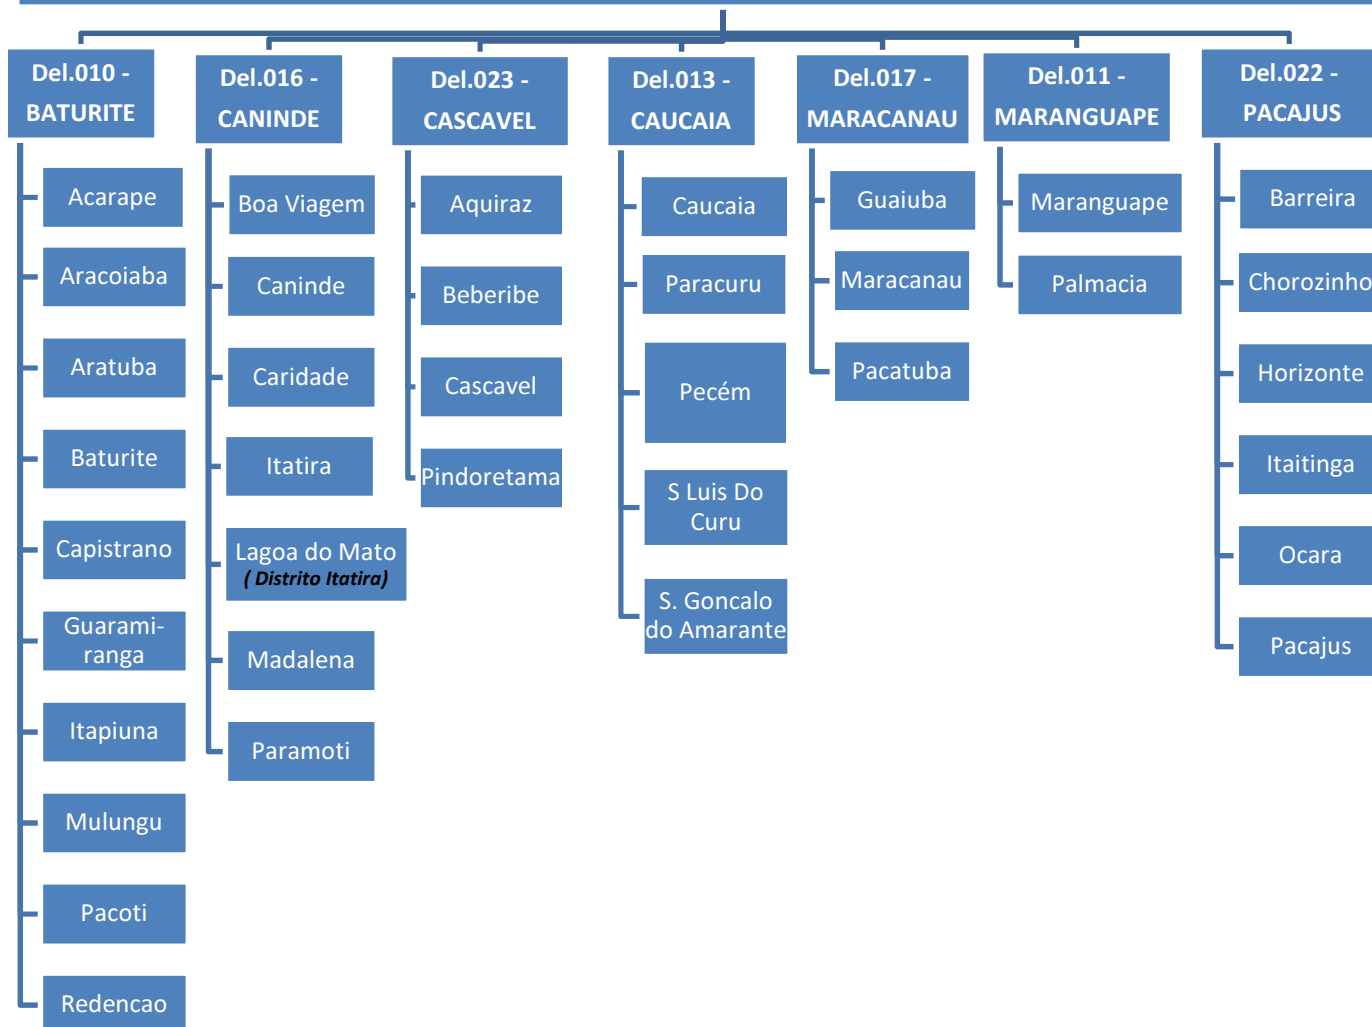 Del.010 -
BATURITE
Acarape
Aracoiaba
Aratuba
Baturite
Capistrano
Guarami-
ranga
Itapiuna
Mulungu
Pacoti
Redencao
Del.016 -
CANINDE
Boa Viagem
Caninde
Caridade
Itatira
Lagoa do Mato
( Distrito Itatira)
Madalena
Paramoti
Del.023 -
CASCAVEL
Aquiraz
Beberibe
Cascavel
Pindoretama
Del.013 -
CAUCAIA
Caucaia
Paracuru
Pecém
S Luis Do
Curu
S. Goncalo
do Amarante
Del.017 -
MARACANAU
Guaiuba
Maracanau
Pacatuba
Del.011 -
MARANGUAPE
Maranguape
Palmacia
Del.022 -
PACAJUS
Barreira
Chorozinho
Horizonte
Itaitinga
Ocara
Pacajus